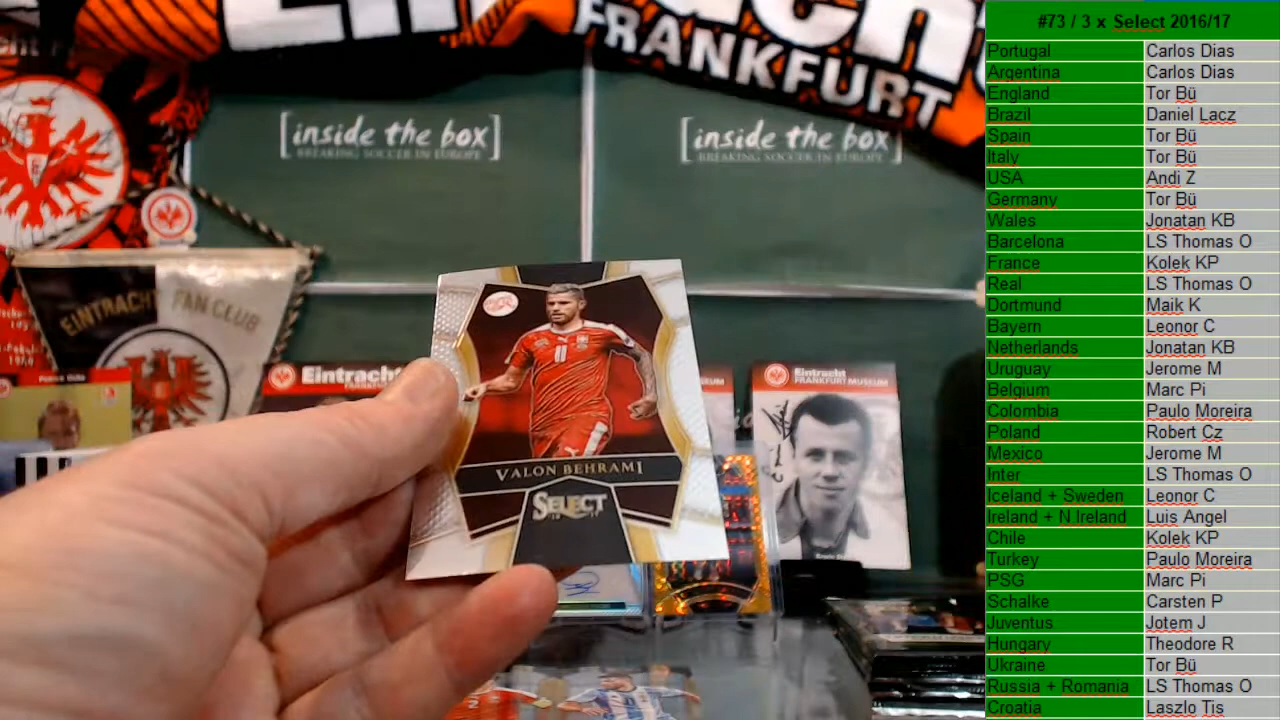 FRANKFURT
[inside the box]
BREAKING SOCCER IN EUROPE
[inside the box]
BREAKING SOCCER IN EUROPE
EINTRACHT FAN CLUB
Eintracht
Eintracht
FRANKFURT MUSEUM
11
VALON BEHRAMI
SELECT
#73 / 3 x Select 2016/17
Portugal Carlos Dias
Argentina Carlos Dias
England Tor Bü
Brazil Daniel Lacz
Spain Tor Bü
Italy Tor Bü
USA Andi Z
Germany Tor Bü
Wales Jonatan KB
Barcelona LS Thomas O
France Kolek KP
Real LS Thomas O
Dortmund Maik K
Bayern Leonor C
Netherlands Jonatan KB
Uruguay Jerome M
Belgium Marc Pi
Colombia Paulo Moreira
Poland Robert Cz
Mexico Jerome M
Inter LS Thomas O
Iceland + Sweden Leonor C
Ireland + N.Ireland Luis Angel
Chile Kolek KP
Turkey Paulo Moreira
PSG Marc Pi
Schalke Carsten P
Juventus Jotem J
Hungary Theodore R
Ukraine Tor Bü
Russia + Romania LS Thomas O
Croatia Laszlo Tis